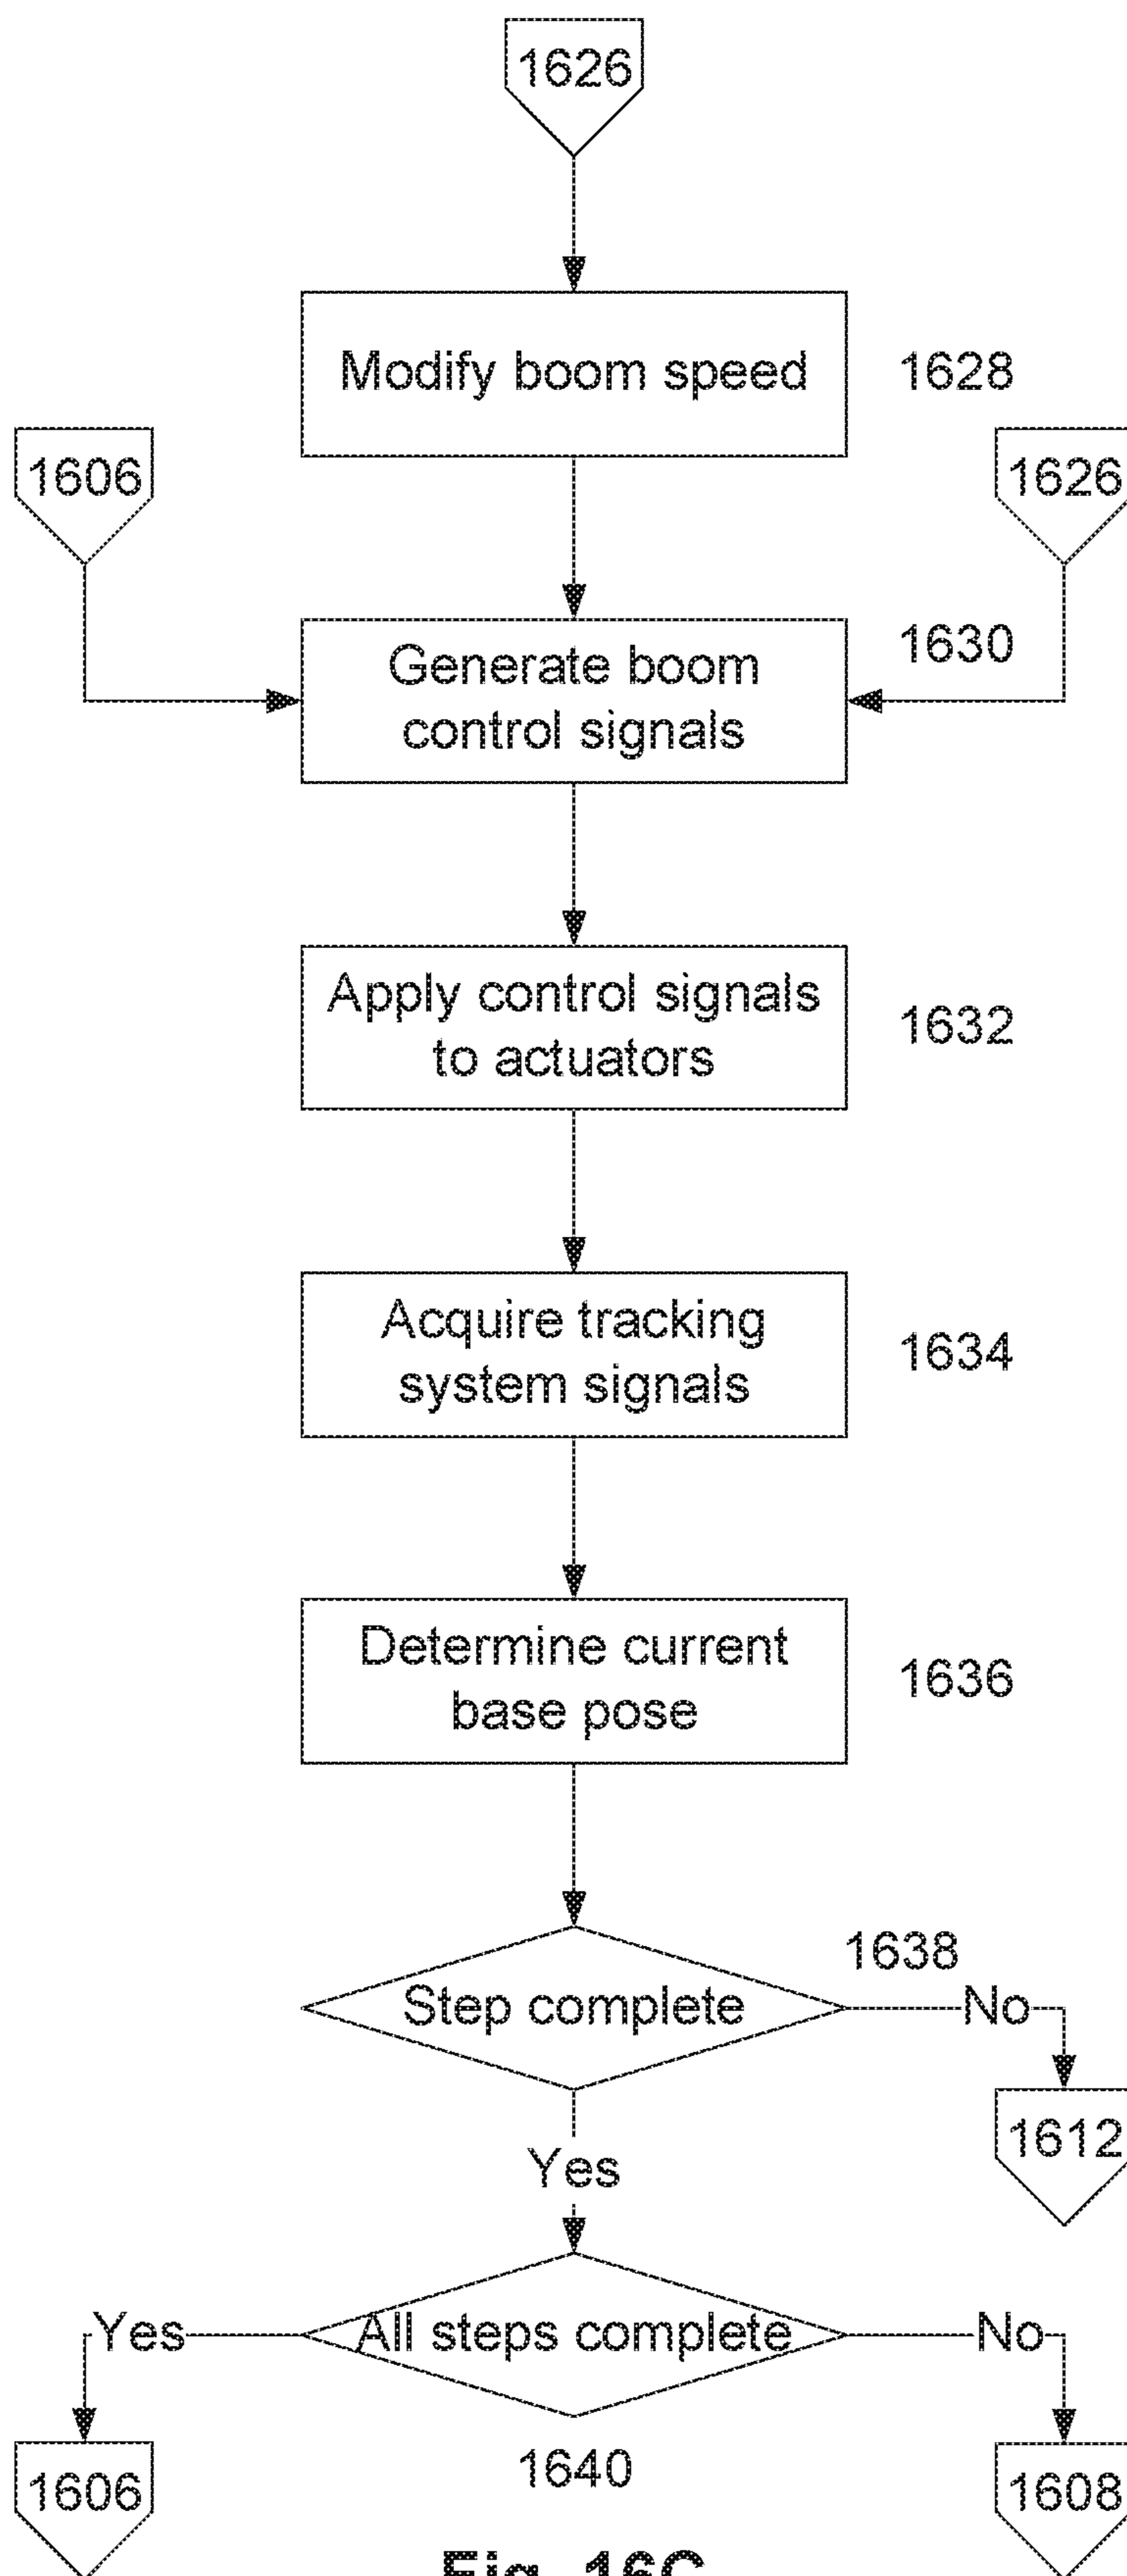 1626
Modify boom speed
1628
1606
1626
Generate boom
control signals
1630
Apply control signals
to actuators
1632
Acquire tracking
system signals
1634
Determine current
base pose
1636
Step complete
1638
No
1612
Yes
All steps complete
Yes
No
1606
1640
1608
Fig. 16C